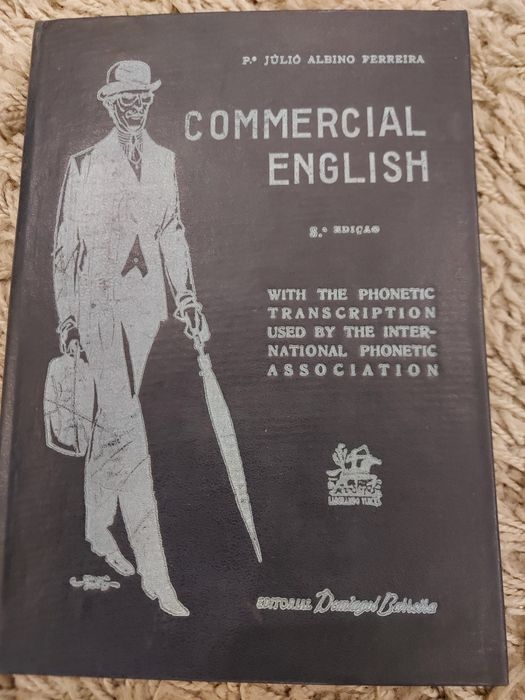 P.e JÚLIO ALBINO FERREIRA
COMMERCIAL
ENGLISH
8.ª EDIÇÃO
WITH THE PHONETIC
TRANSCRIPTION
USED BY THE INTER-
NATIONAL PHONETIC
ASSOCIATION
LABORANDO
EDITORIAL Domingos Barreira